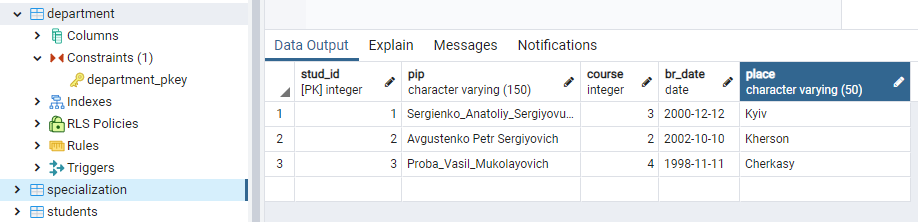 department
Columns
Constraints (1)
department_pkey
Indexes
RLS Policies
Rules
Triggers
specialization
students
Data Output Explain Messages Notifications
stud_id pip course br_date place
[PK] integer character varying (150) integer date character varying (50)
1 1 Sergienko_Anatoliy_Sergiyovu... 3 2000-12-12 Kyiv
2 2 Avgustenko Petr Sergiyovich 2 2002-10-10 Kherson
3 3 Proba_Vasil_Mukolayovich 4 1998-11-11 Cherkasy